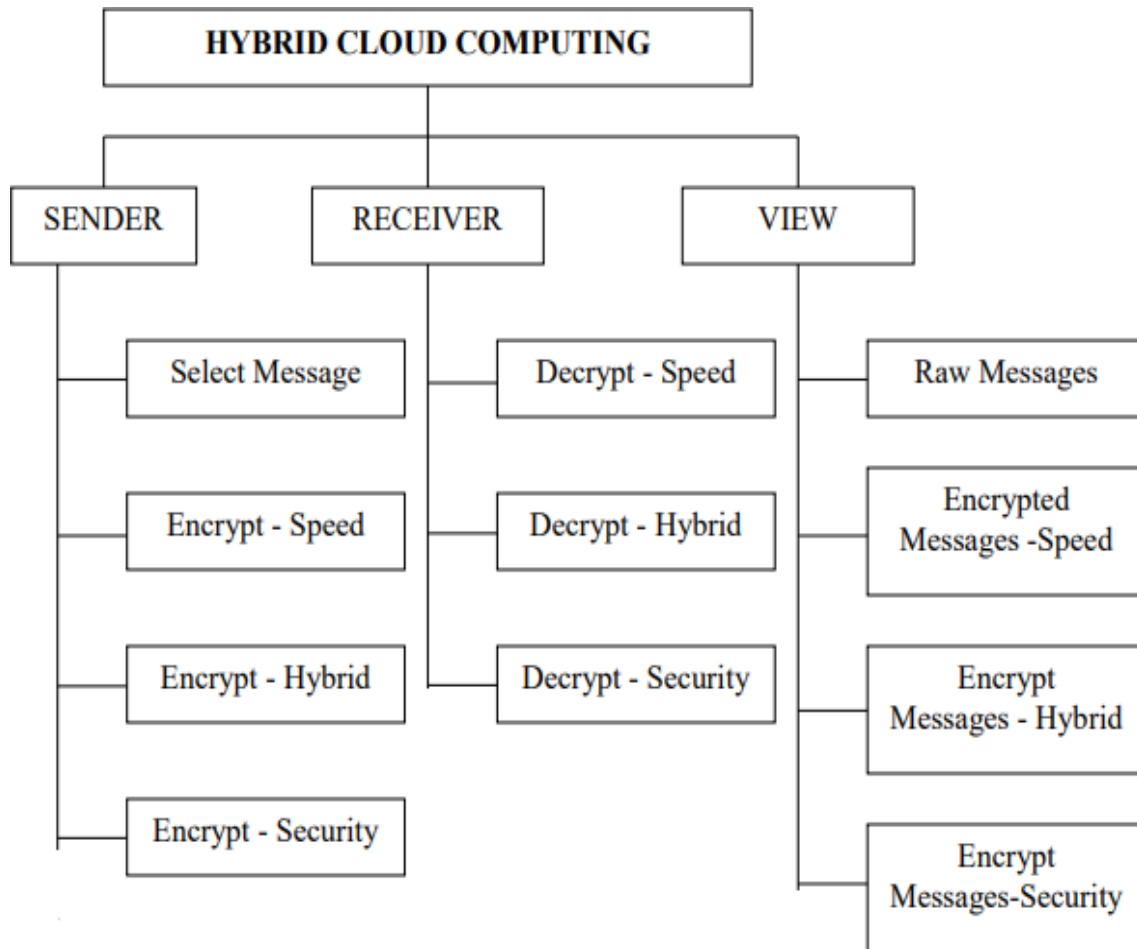 HYBRID CLOUD COMPUTING
SENDER
RECEIVER
VIEW
Select Message
Decrypt - Speed
Raw Messages
Encrypt - Speed
Decrypt - Hybrid
Encrypted
Messages -Speed
Encrypt - Hybrid
Decrypt - Security
Encrypt
Messages - Hybrid
Encrypt - Security
Encrypt
Messages-Security